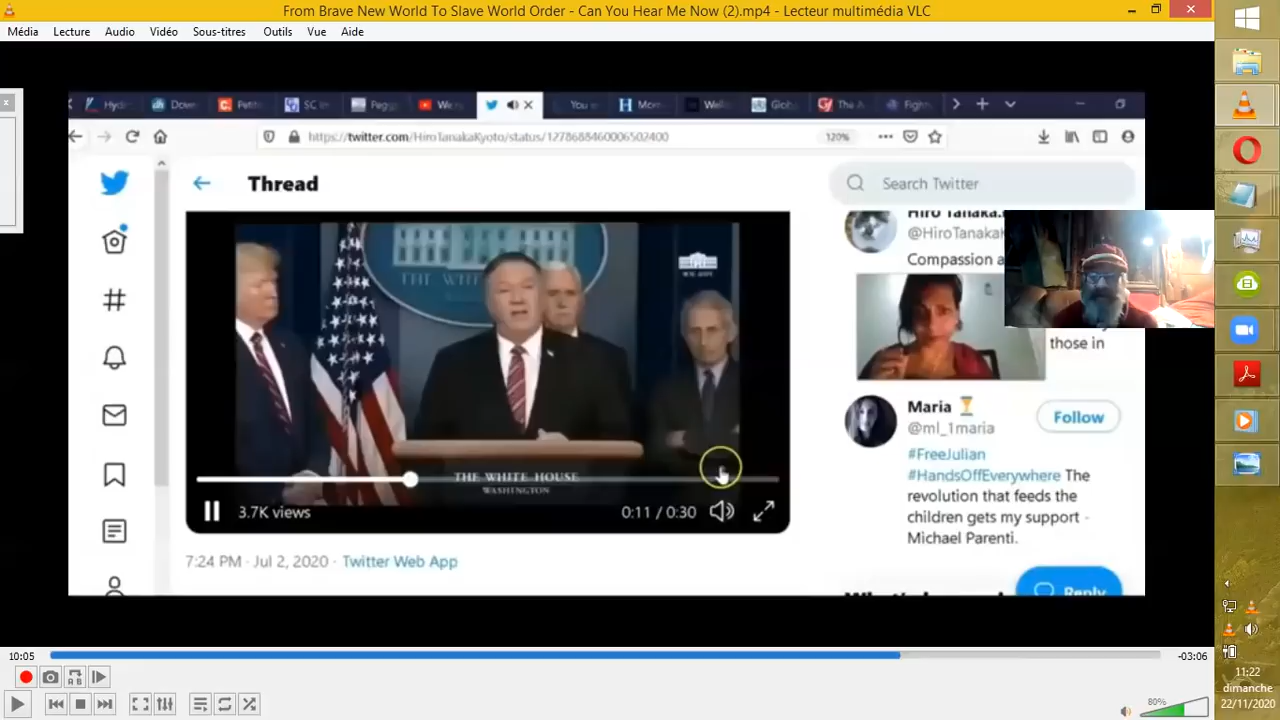 From Brave New World To Slave World Order - Can You Hear Me Now (2).mp4 - Lecteur multimédia VLC
Média Lecture Audio Vidéo Sous-titres Outils Vue Aide
https://twitter.com/HiroTanakaKyoto/status/1278688460006502400
120%
Thread
Search Twitter
Hiro Tanaka
Compassion
those in
THE WHITE HOUSE
WASHINGTON
3.7K views
0:11 / 0:30
7:24 PM · Jul 2, 2020 · Twitter Web App
Maria
@ml_1maria
Follow
#FreeJulian
#HandsOffEverywhere The
revolution that feeds the
children gets my support -
Michael Parenti.
Reply
10:05
-03:06
80%
11:22
dimanche
22/11/2020